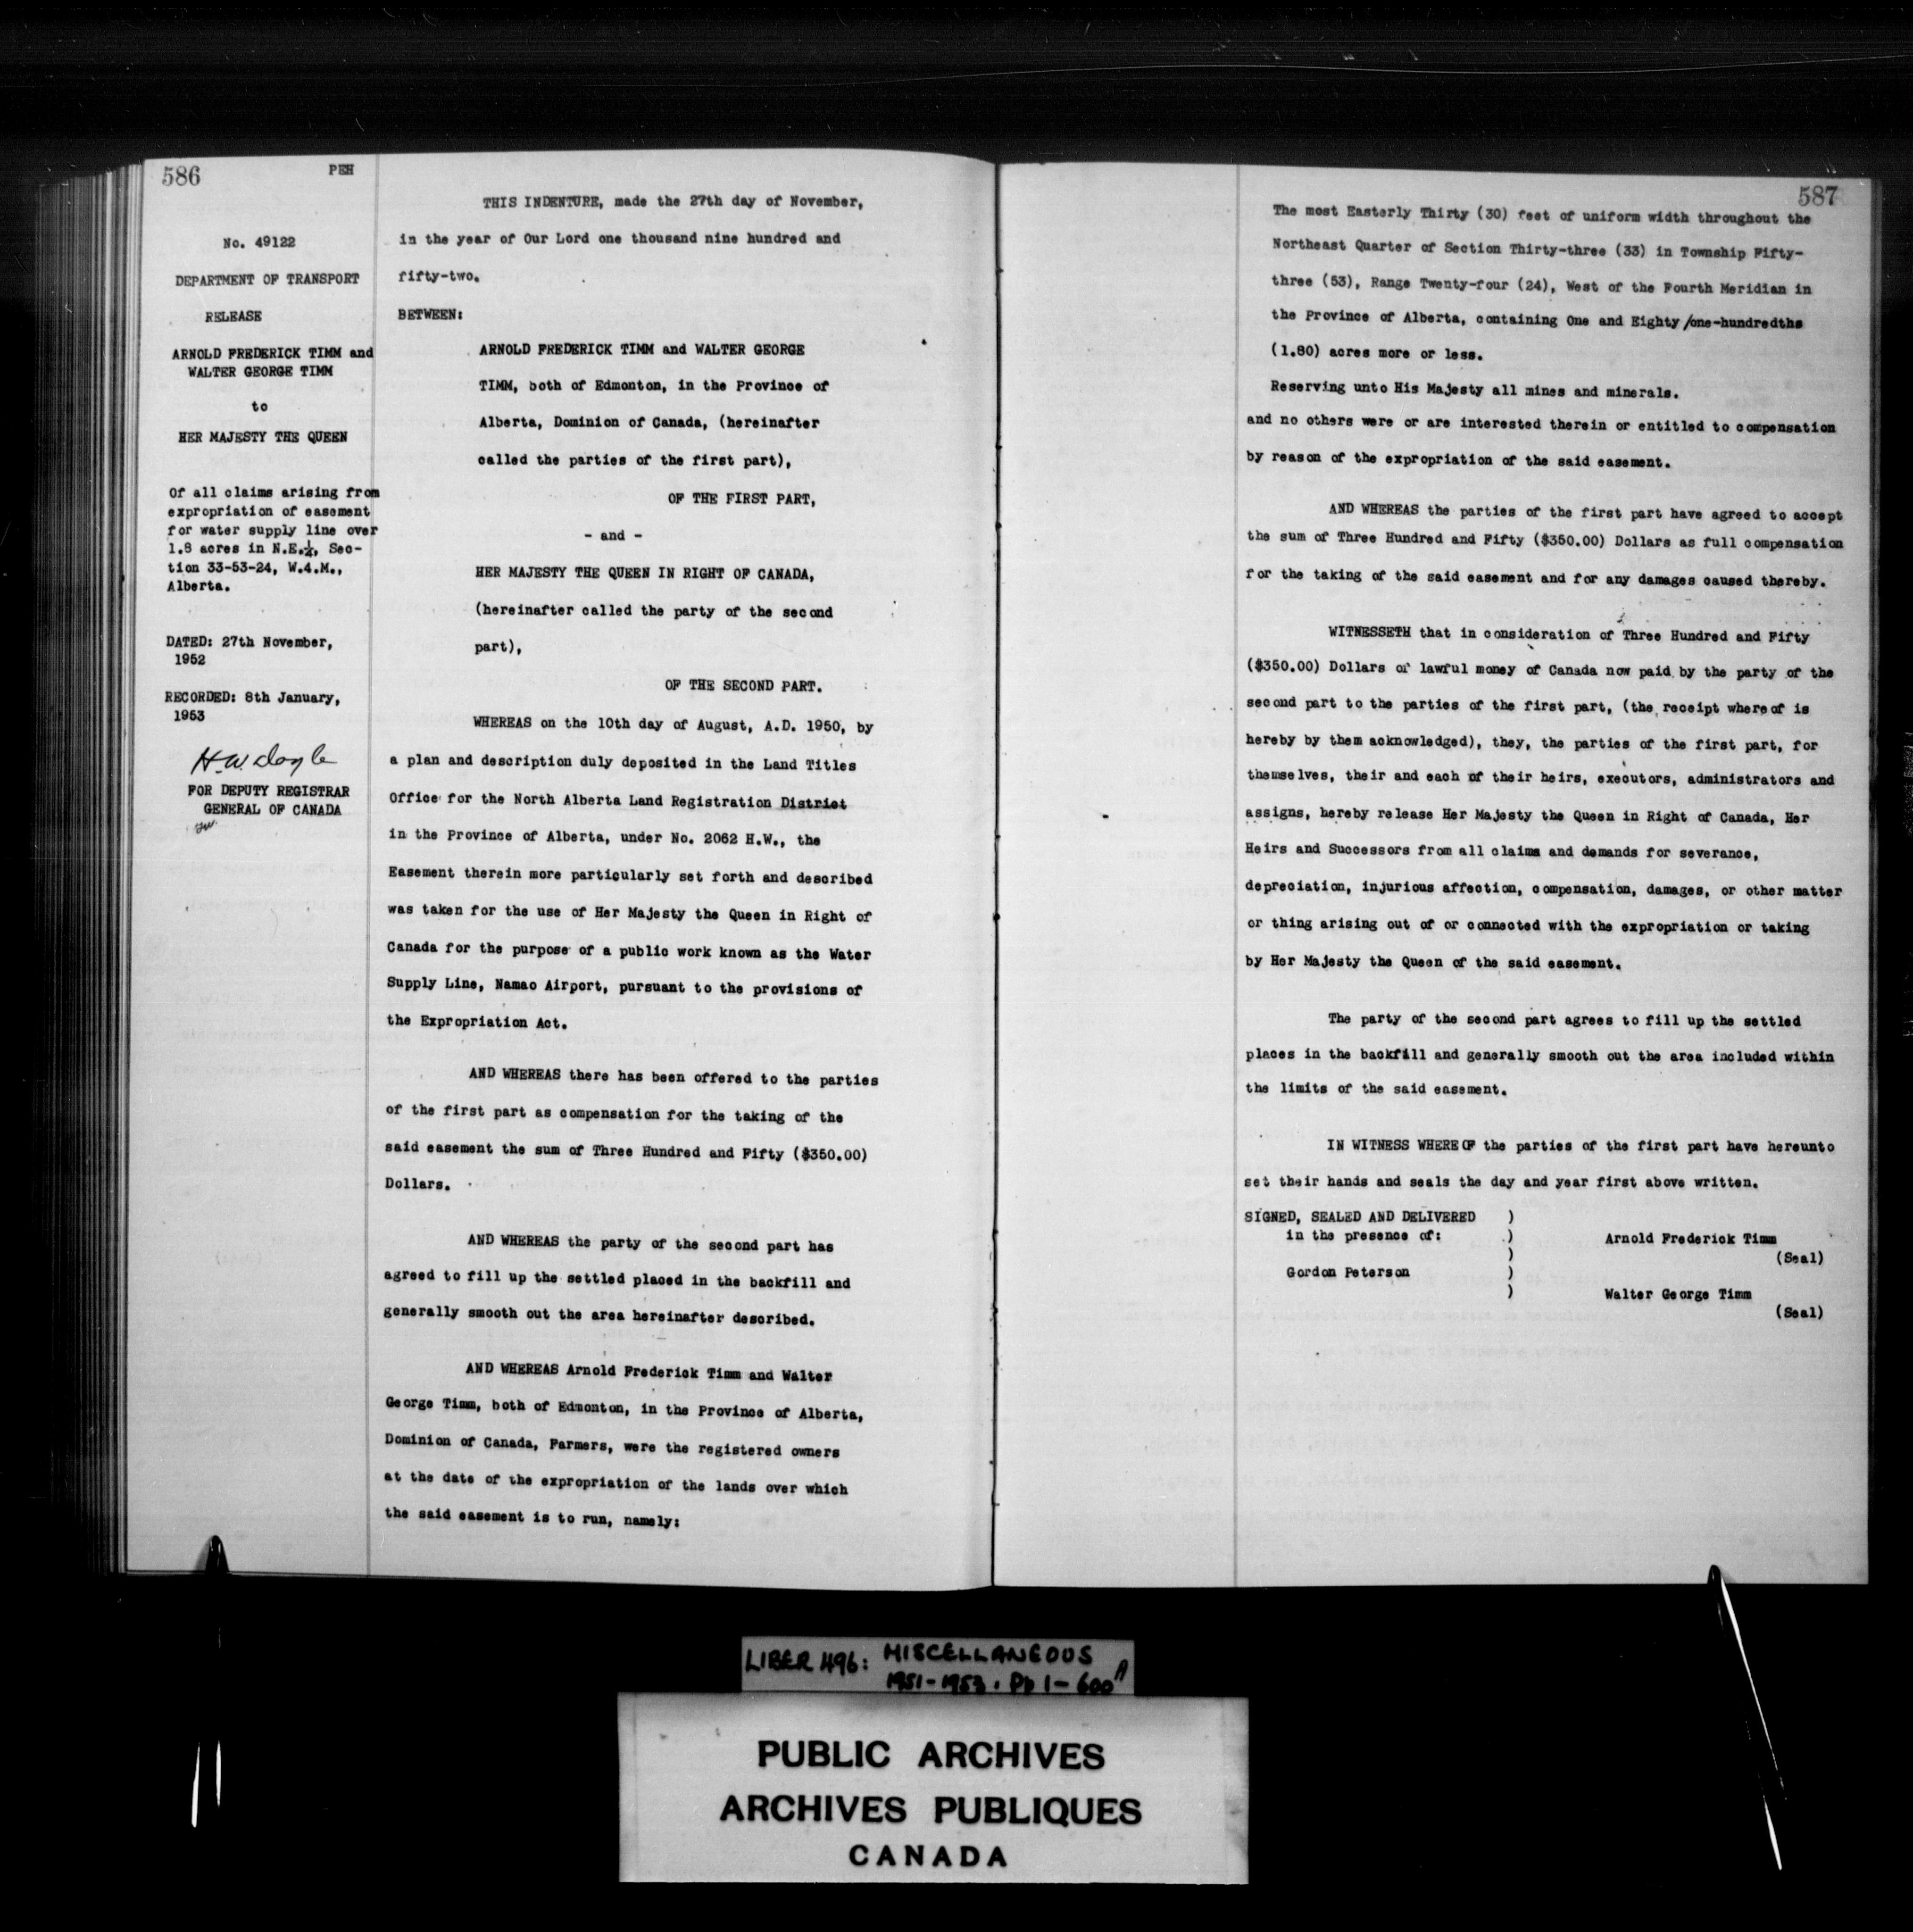 586
PEH
No. 49122
DEPARTMENT OF TRANSPORT
RELEASE
ARNOLD FREDERICK TIMM and
WALTER GEORGE TIMM
to
HER MAJESTY THE QUEEN
Of all claims arising from
expropriation of easement
for water supply line over
1.8 acres in N.E.¼, Sec-
tion 33-53-24, W.4.M.,
Alberta.
DATED: 27th November,
1952
RECORDED: 8th January,
1953
H.W. Doyle
FOR DEPUTY REGISTRAR
GENERAL OF CANADA
THIS INDENTURE, made the 27th day of November,
in the year of Our Lord one thousand nine hundred and
fifty-two.
BETWEEN:
ARNOLD FREDERICK TIMM and WALTER GEORGE
TIMM, both of Edmonton, in the Province of
Alberta, Dominion of Canada, (hereinafter
called the parties of the first part),
OF THE FIRST PART,
- and -
HER MAJESTY THE QUEEN IN RIGHT OF CANADA,
(hereinafter called the party of the second
part),
OF THE SECOND PART.
WHEREAS on the 10th day of August, A.D. 1950, by
a plan and description duly deposited in the Land Titles
Office for the North Alberta Land Registration District
in the Province of Alberta, under No. 2062 H.W., the
Easement therein more particularly set forth and described
was taken for the use of Her Majesty the Queen in Right of
Canada for the purpose of a public work known as the Water
Supply Line, Namao Airport, pursuant to the provisions of
the Expropriation Act.
AND WHEREAS there has been offered to the parties
of the first part as compensation for the taking of the
said easement the sum of Three Hundred and Fifty ($350.00)
Dollars.
AND WHEREAS the party of the second part has
agreed to fill up the settled placed in the backfill and
generally smooth out the area hereinafter described.
AND WHEREAS Arnold Frederick Timm and Walter
George Timm, both of Edmonton, in the Province of Alberta,
Dominion of Canada, Farmers, were the registered owners
at the date of the expropriation of the lands over which
the said easement is to run, namely:
587
The most Easterly Thirty (30) feet of uniform width throughout the
Northeast Quarter of Section Thirty-three (33) in Township Fifty-
three (53), Range Twenty-four (24), West of the Fourth Meridian in
the Province of Alberta, containing One and Eighty/one-hundredths
(1.80) acres more or less.
Reserving unto His Majesty all mines and minerals.
and no others were or are interested therein or entitled to compensation
by reason of the expropriation of the said easement.
AND WHEREAS the parties of the first part have agreed to accept
the sum of Three Hundred and Fifty ($350.00) Dollars as full compensation
for the taking of the said easement and for any damages caused thereby.
WITNESSETH that in consideration of Three Hundred and Fifty
($350.00) Dollars of lawful money of Canada now paid by the party of the
second part to the parties of the first part, (the receipt whereof is
hereby by them acknowledged), they, the parties of the first part, for
themselves, their and each of their heirs, executors, administrators and
assigns, hereby release Her Majesty the Queen in Right of Canada, Her
Heirs and Successors from all claims and demands for severance,
depreciation, injurious affection, compensation, damages, or other matter
or thing arising out of or connected with the expropriation or taking
by Her Majesty the Queen of the said easement.
The party of the second part agrees to fill up the settled
places in the backfill and generally smooth out the area included within
the limits of the said easement.
IN WITNESS WHEREOF the parties of the first part have hereunto
set their hands and seals the day and year first above written.
SIGNED, SEALED AND DELIVERED )
in the presence of: ) Arnold Frederick Timm
) (Seal)
Gordon Peterson )
) Walter George Timm
(Seal)
LIBER 496: MISCELLANEOUS
1951-1953. Pp 1-600A
PUBLIC ARCHIVES
ARCHIVES PUBLIQUES
CANADA